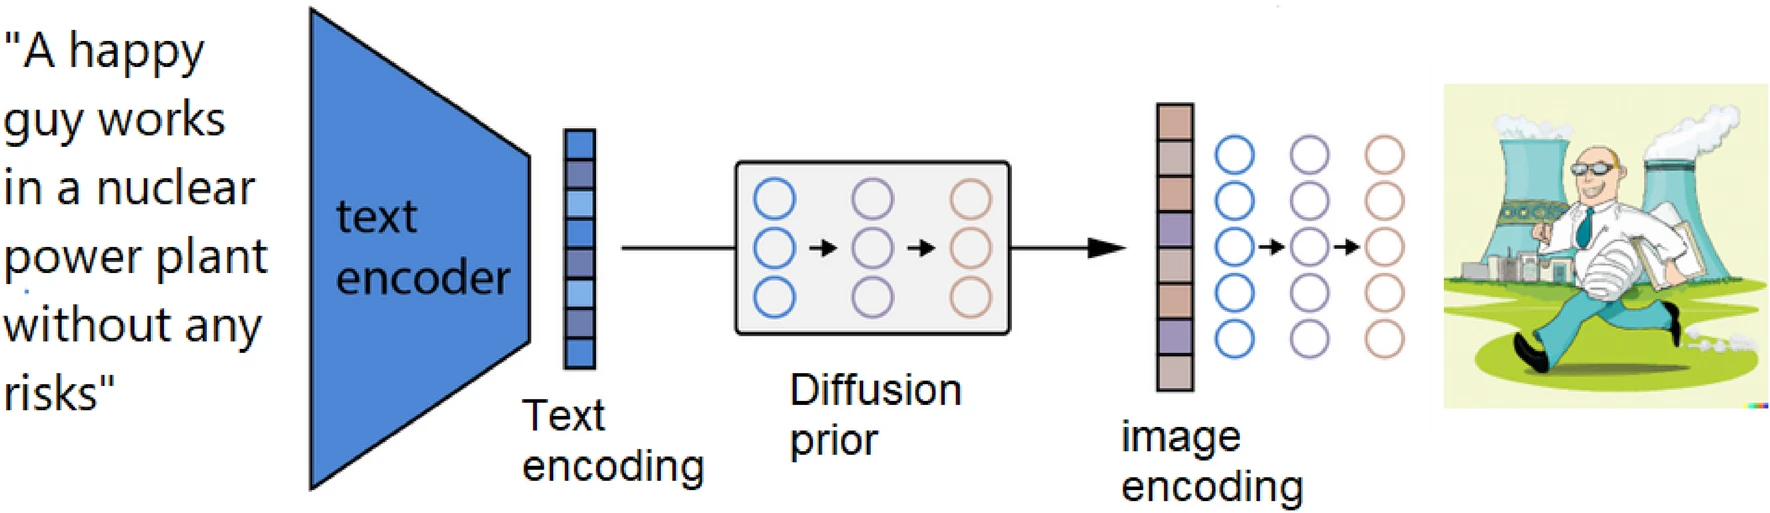 "A happy
guy works
in a nuclear
power plant
without any
risks"
text
encoder
Text
encoding
Diffusion
prior
image
encoding